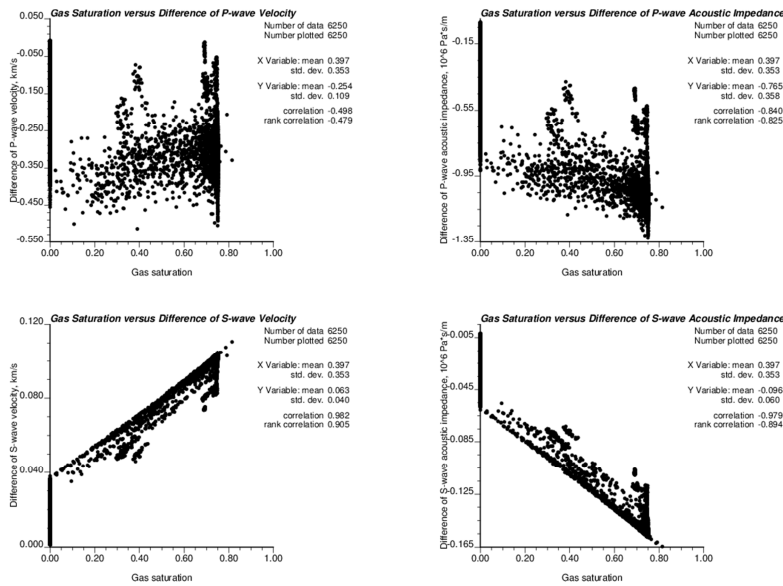 Gas Saturation versus Difference of P-wave Velocity
Number of data 6250
Number plotted 6250
X Variable: mean 0.397
std. dev. 0.353
Y Variable: mean -0.254
std. dev. 0.109
correlation -0.498
rank correlation -0.479
Difference of P-wave velocity, km/s
0.050
-0.050
-0.150
-0.250
-0.350
-0.450
-0.550
0.00 0.20 0.40 0.60 0.80 1.00
Gas saturation
Gas Saturation versus Difference of P-wave Acoustic Impedance
Number of data 6250
Number plotted 6250
X Variable: mean 0.397
std. dev. 0.353
Y Variable: mean -0.765
std. dev. 0.358
correlation -0.840
rank correlation -0.825
Difference of P-wave acoustic impedance, 10^6 Pa*s/m
-0.15
-0.55
-0.95
-1.35
0.00 0.20 0.40 0.60 0.80 1.00
Gas saturation
Gas Saturation versus Difference of S-wave Velocity
Number of data 6250
Number plotted 6250
X Variable: mean 0.397
std. dev. 0.353
Y Variable: mean 0.063
std. dev. 0.040
correlation 0.982
rank correlation 0.905
Difference of S-wave velocity, km/s
0.120
0.080
0.040
0.000
0.00 0.20 0.40 0.60 0.80 1.00
Gas saturation
Gas Saturation versus Difference of S-wave Acoustic Impedance
Number of data 6250
Number plotted 6250
X Variable: mean 0.397
std. dev. 0.353
Y Variable: mean -0.096
std. dev. 0.060
correlation -0.979
rank correlation -0.894
Difference of S-wave acoustic impedance, 10^6 Pa*s/m
-0.005
-0.045
-0.085
-0.125
-0.165
0.00 0.20 0.40 0.60 0.80 1.00
Gas saturation